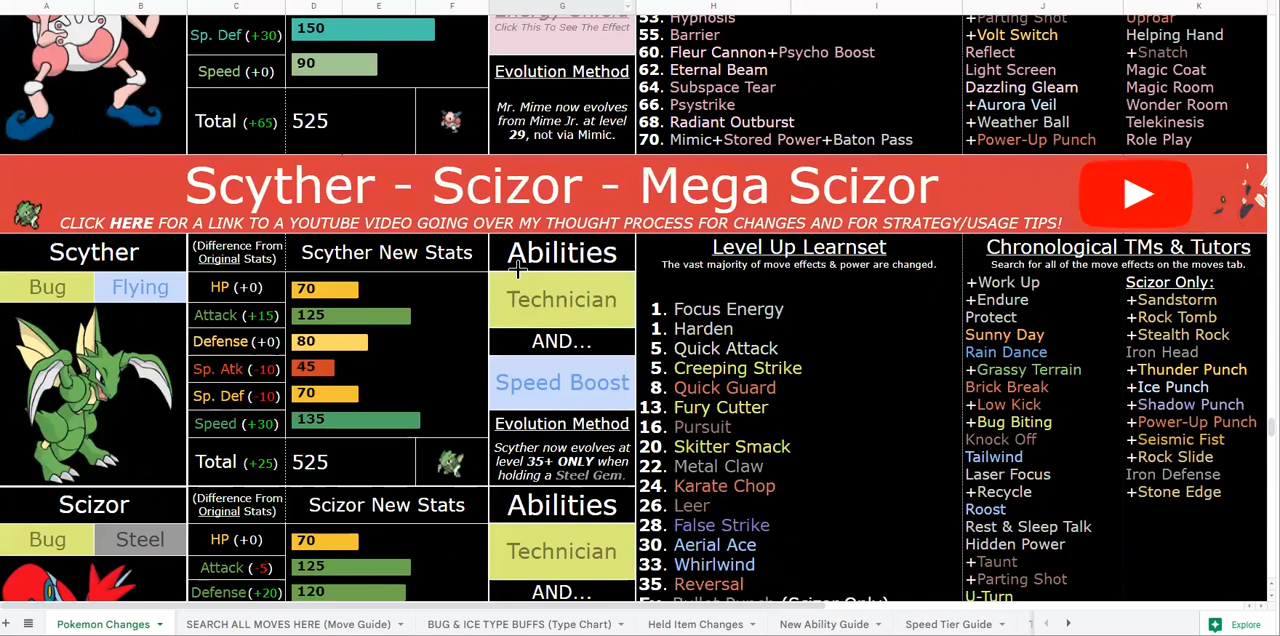 A B C D E F G H I J K
Sp. Def (+30) 150
Speed (+0) 90
Total (+65) 525
Energy Shield
Click This To See The Effect
Evolution Method
Mr. Mime now evolves
from Mime Jr. at level
29, not via Mimic.
53. Hypnosis
55. Barrier
60. Fleur Cannon+Psycho Boost
62. Eternal Beam
64. Subspace Tear
66. Psystrike
68. Radiant Outburst
70. Mimic+Stored Power+Baton Pass
+Parting Shot
+Volt Switch
Reflect
Light Screen
Dazzling Gleam
+Aurora Veil
+Weather Ball
+Power-Up Punch
Uproar
Helping Hand
+Snatch
Magic Coat
Magic Room
Wonder Room
Telekinesis
Role Play
Scyther - Scizor - Mega Scizor
CLICK HERE FOR A LINK TO A YOUTUBE VIDEO GOING OVER MY THOUGHT PROCESS FOR CHANGES AND FOR STRATEGY/USAGE TIPS!
Scyther
Bug Flying
(Difference From
Original Stats)
Scyther New Stats
HP (+0) 70
Attack (+15) 125
Defense (+0) 80
Sp. Atk (-10) 45
Sp. Def (-10) 70
Speed (+30) 135
Total (+25) 525
Abilities
Technician
AND...
Speed Boost
Evolution Method
Scyther now evolves at
level 35+ ONLY when
holding a Steel Gem.
Level Up Learnset
The vast majority of move effects & power are changed.
1. Focus Energy
1. Harden
5. Quick Attack
5. Creeping Strike
8. Quick Guard
13. Fury Cutter
16. Pursuit
20. Skitter Smack
22. Metal Claw
24. Karate Chop
26. Leer
28. False Strike
30. Aerial Ace
33. Whirlwind
35. Reversal
Ev. Bullet Punch (Scizor Only)
Chronological TMs & Tutors
Search for all of the move effects on the moves tab.
+Work Up
+Endure
Protect
Sunny Day
Rain Dance
+Grassy Terrain
Brick Break
+Low Kick
+Bug Biting
Knock Off
Tailwind
Laser Focus
+Recycle
Roost
Rest & Sleep Talk
Hidden Power
+Taunt
+Parting Shot
U-Turn
Scizor Only:
+Sandstorm
+Rock Tomb
+Stealth Rock
Iron Head
+Thunder Punch
+Ice Punch
+Shadow Punch
+Power-Up Punch
+Seismic Fist
+Rock Slide
Iron Defense
+Stone Edge
Scizor
Bug Steel
(Difference From
Original Stats)
Scizor New Stats
HP (+0) 70
Attack (-5) 125
Defense (+20) 120
Abilities
Technician
AND...
Pokemon Changes SEARCH ALL MOVES HERE (Move Guide) BUG & ICE TYPE BUFFS (Type Chart) Held Item Changes New Ability Guide Speed Tier Guide Explore